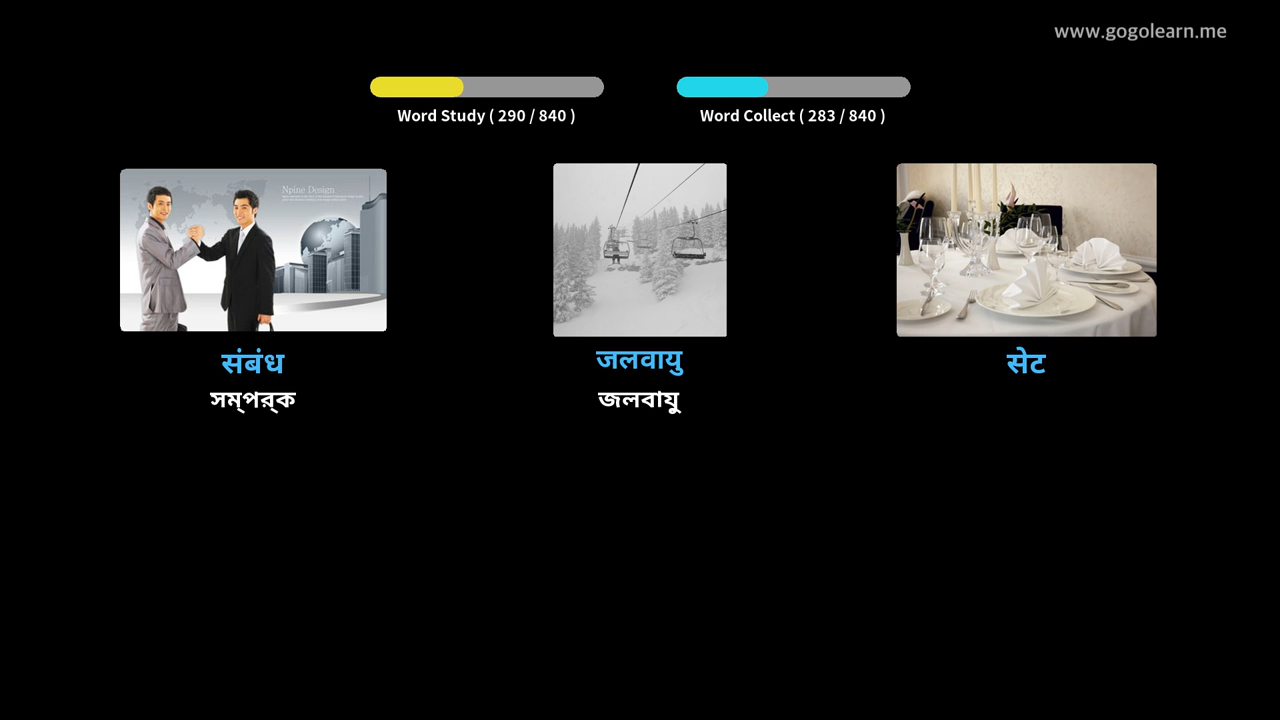 www.gogolearn.me
Word Study ( 290 / 840 )
Word Collect ( 283 / 840 )
Npine Design
संबंध
जलवायु
सेट
সম্পর্ক
জলবায়ু